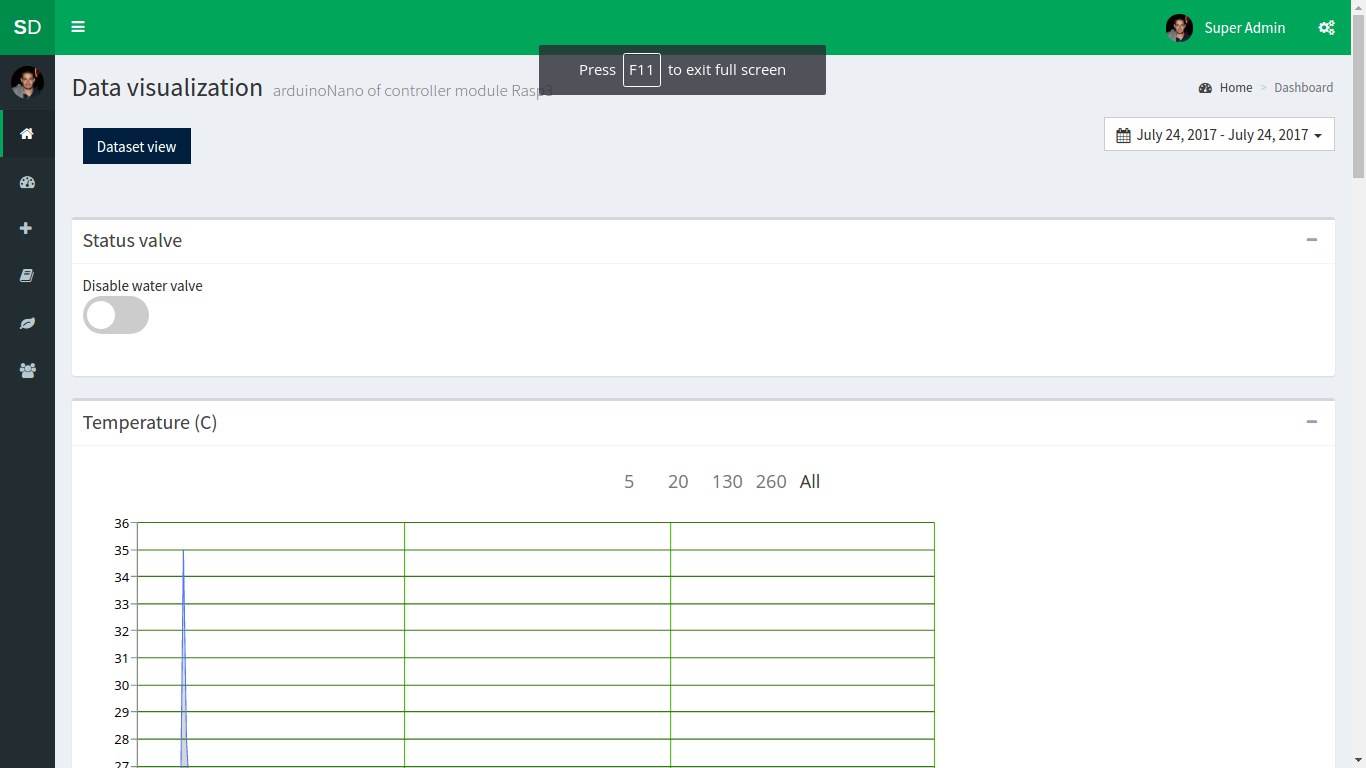 SD
Super Admin
Press F11 to exit full screen
Data visualization arduinoNano of controller module Rasp3
Home > Dashboard
Dataset view
July 24, 2017 - July 24, 2017
Status valve
Disable water valve
Temperature (C)
5 20 130 260 All
36
35
34
33
32
31
30
29
28
27